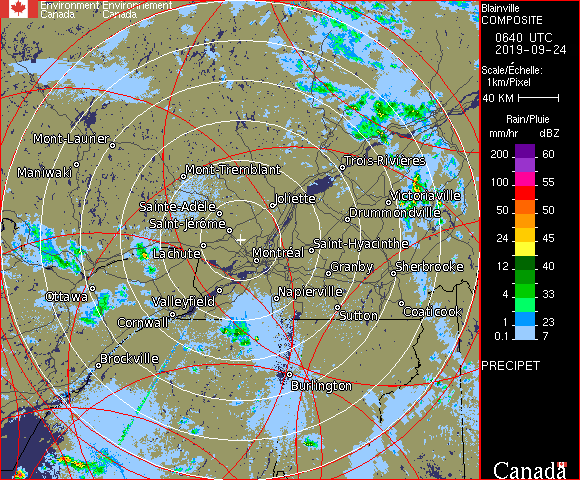 Environment Environnement
Canada Canada
Blainville
COMPOSITE
0640 UTC
2019-09-24
Scale/Échelle:
1km/Pixel
40 KM
Rain/Pluie
mm/hr dBZ
200 60
100 55
50 50
24 45
12 40
4 33
1 23
0.1 7
PRECIPET
Canada
Mont-Laurier
Maniwaki
Mont-Tremblant
Trois-Rivières
Joliette
Victoriaville
Sainte-Adèle
Drummondville
Saint-Jérôme
Saint-Hyacinthe
Lachute
Montréal
Granby
Sherbrooke
Ottawa
Valleyfield
Napierville
Cornwall
Sutton
Coaticook
Brockville
Burlington